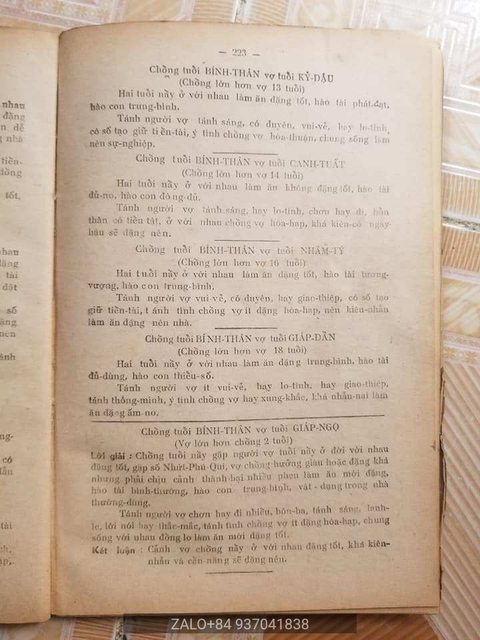 — 223 —
Chồng tuổi BÍNH-THÂN vợ tuổi KỶ-DẬU
(Chồng lớn hơn vợ 13 tuổi)
Hai tuổi nầy ở với nhau làm ăn đặng tốt, hào tài phát-đạt,
hào con trung-bình.
Tánh người vợ tánh sáng, có duyên, vui-vẻ, hay lo-tính,
có số tạo giữ tiền-tài, ý tình chồng vợ hòa-thuận, chung sống làm
nên sự-nghiệp.
Chồng tuổi BÍNH-THÂN vợ tuổi CANH-TUẤT
(Chồng lớn hơn vợ 14 tuổi)
Hai tuổi nầy ở với nhau làm ăn không đặng tốt, hào tài
đủ-no, hào con đông-đủ.
Tánh người vợ tánh sáng, hay lo-tính, chơn hay đi, bổn
thân có tiểu tật, ở với nhau chồng vợ hòa-hạp, khá kiên-cố ngày
hậu sẽ đặng nên.
Chồng tuổi BÍNH-THÂN vợ tuổi NHÂM-TÝ
(Chồng lớn hơn vợ 16 tuổi)
Hai tuổi nầy ở với nhau làm ăn đặng tốt, hào tài tương-
vượng, hào con trung-bình.
Tánh người vợ vui-vẻ, có duyên, hay giao-thiệp, có số tạo
giữ tiền-tài, tánh tình chồng vợ ít đặng hòa-hạp, nên kiên-nhẫn
làm ăn đặng nên nhà.
Chồng tuổi BÍNH-THÂN vợ tuổi GIÁP-DẦN
(Chồng lớn hơn vợ 18 tuổi)
Hai tuổi nầy ở với nhau làm ăn đặng trung-bình, hào tài
đủ-dùng, hào con thiểu-số.
Tánh người vợ ít vui-vẻ, hay lo-tính, hay giao-thiệp,
tánh thông-minh, ý tình chồng vợ hay xung-khắc, khá nhẫn-nại làm
ăn đặng ấm-no.
Chồng tuổi BÍNH-THÂN vợ tuổi GIÁP-NGỌ
(Vợ lớn hơn chồng 2 tuổi)
Lời giải : Chồng tuổi nầy gặp người vợ tuổi nầy ở đời với nhau
đặng tốt, gặp số Nhứt-Phú Quí, vợ chồng hưởng giàu hoặc đặng khá
nhưng phải chịu cảnh thành-bại nhiều phen làm ăn mới đặng,
hào tài bình-thường, hào con trung-bình, vát-dụng trong nhà
thường-dùng.
Tánh người vợ chơn hay đi nhiều, bôn-ba, tánh sáng, lanh-
lẹ, lời nói hay thắc-mắc, tánh tình chồng vợ ít đặng hòa-hạp, chung
sống với nhau đồng lo làm ăn mới đặng tốt.
Kết luận : Cảnh vợ chồng nầy ở với nhau đặng tốt, khá kiên-
nhẫn và cần-năng sẽ đặng nên.
ZALO+84 937041838